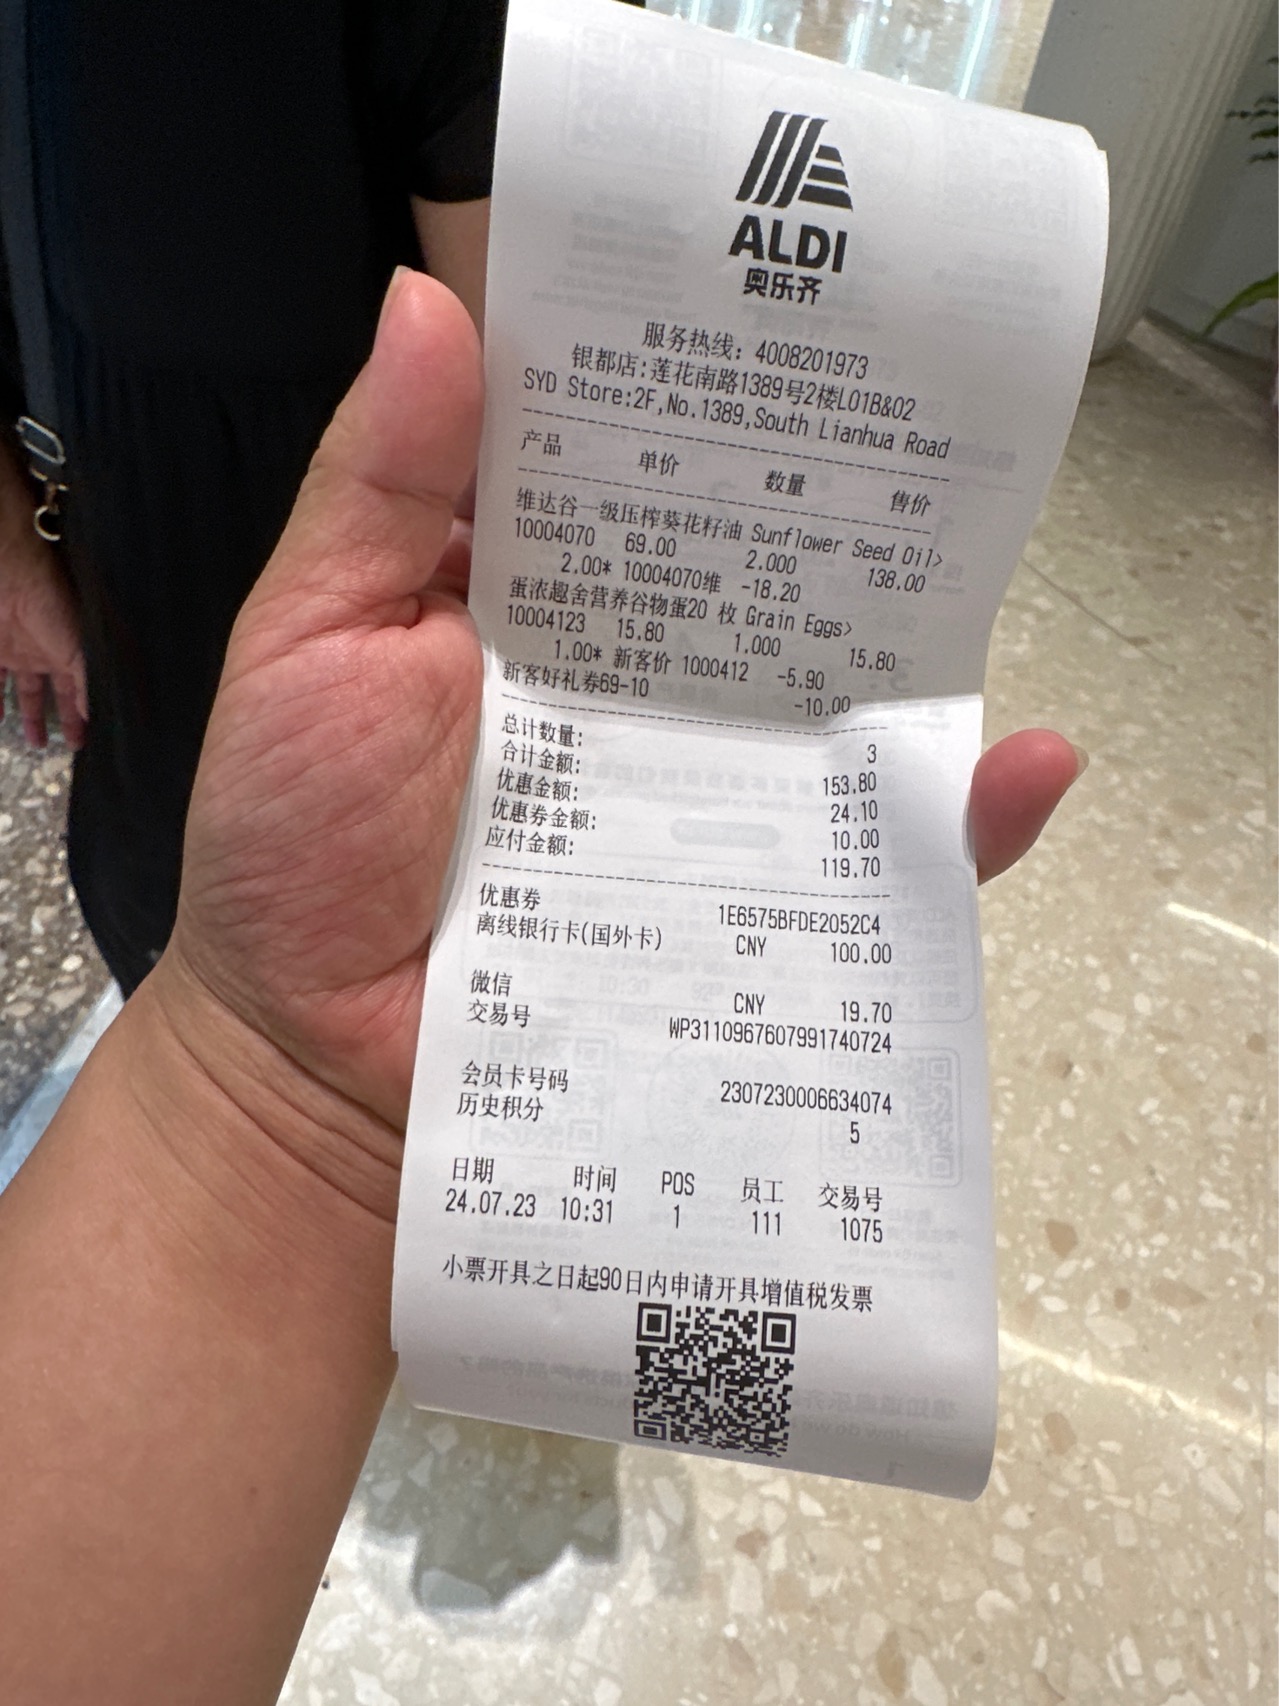 ALDI
奥乐齐
服务热线: 4008201973
银都店:莲花南路1389号2楼L01B&02
SYD Store:2F,No.1389,South Lianhua Road
产品 单价 数量 售价
维达谷一级压榨葵花籽油 Sunflower Seed Oil>
10004070 69.00 2.000 138.00
2.00* 10004070维 -18.20
蛋浓趣舍营养谷物蛋20 枚 Grain Eggs>
10004123 15.80 1.000 15.80
1.00* 新客价 1000412 -5.90
新客好礼券69-10 -10.00
总计数量: 3
合计金额: 153.80
优惠金额: 24.10
优惠券金额: 10.00
应付金额: 119.70
优惠券 1E6575BFDE2052C4
离线银行卡(国外卡) CNY 100.00
微信 CNY 19.70
交易号 WP31109676079917407​24
会员卡号码 2307230006634074
历史积分 5
日期 时间 POS 员工 交易号
24.07.23 10:31 1 111 1075
小票开具之日起90日内申请开具增值税发票